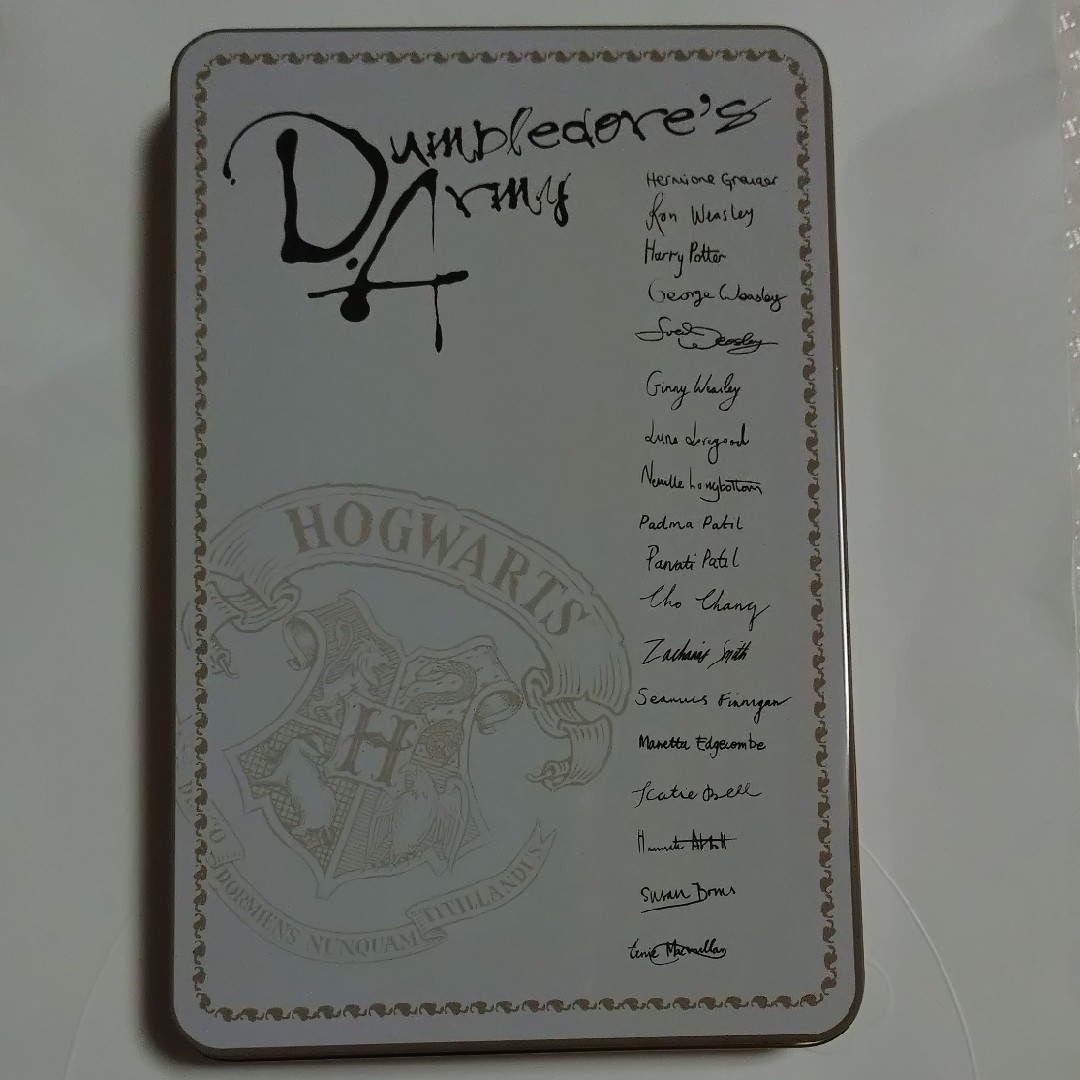 Dumbledore's
Army
D.A
Hermione Granger
Ron Weasley
Harry Potter
George Weasley
Fred Weasley
Ginny Weasley
Luna Lovegood
Neville Longbottom
Padma Patil
Parvati Patil
Cho Chang
Zacharias Smith
Seamus Finnigan
Marietta Edgecombe
Katie Bell
Hannah Abbott
Susan Bones
Ernie Macmillan
HOGWARTS
H
DRACO DORMIENS NUNQUAM TITILLANDUS